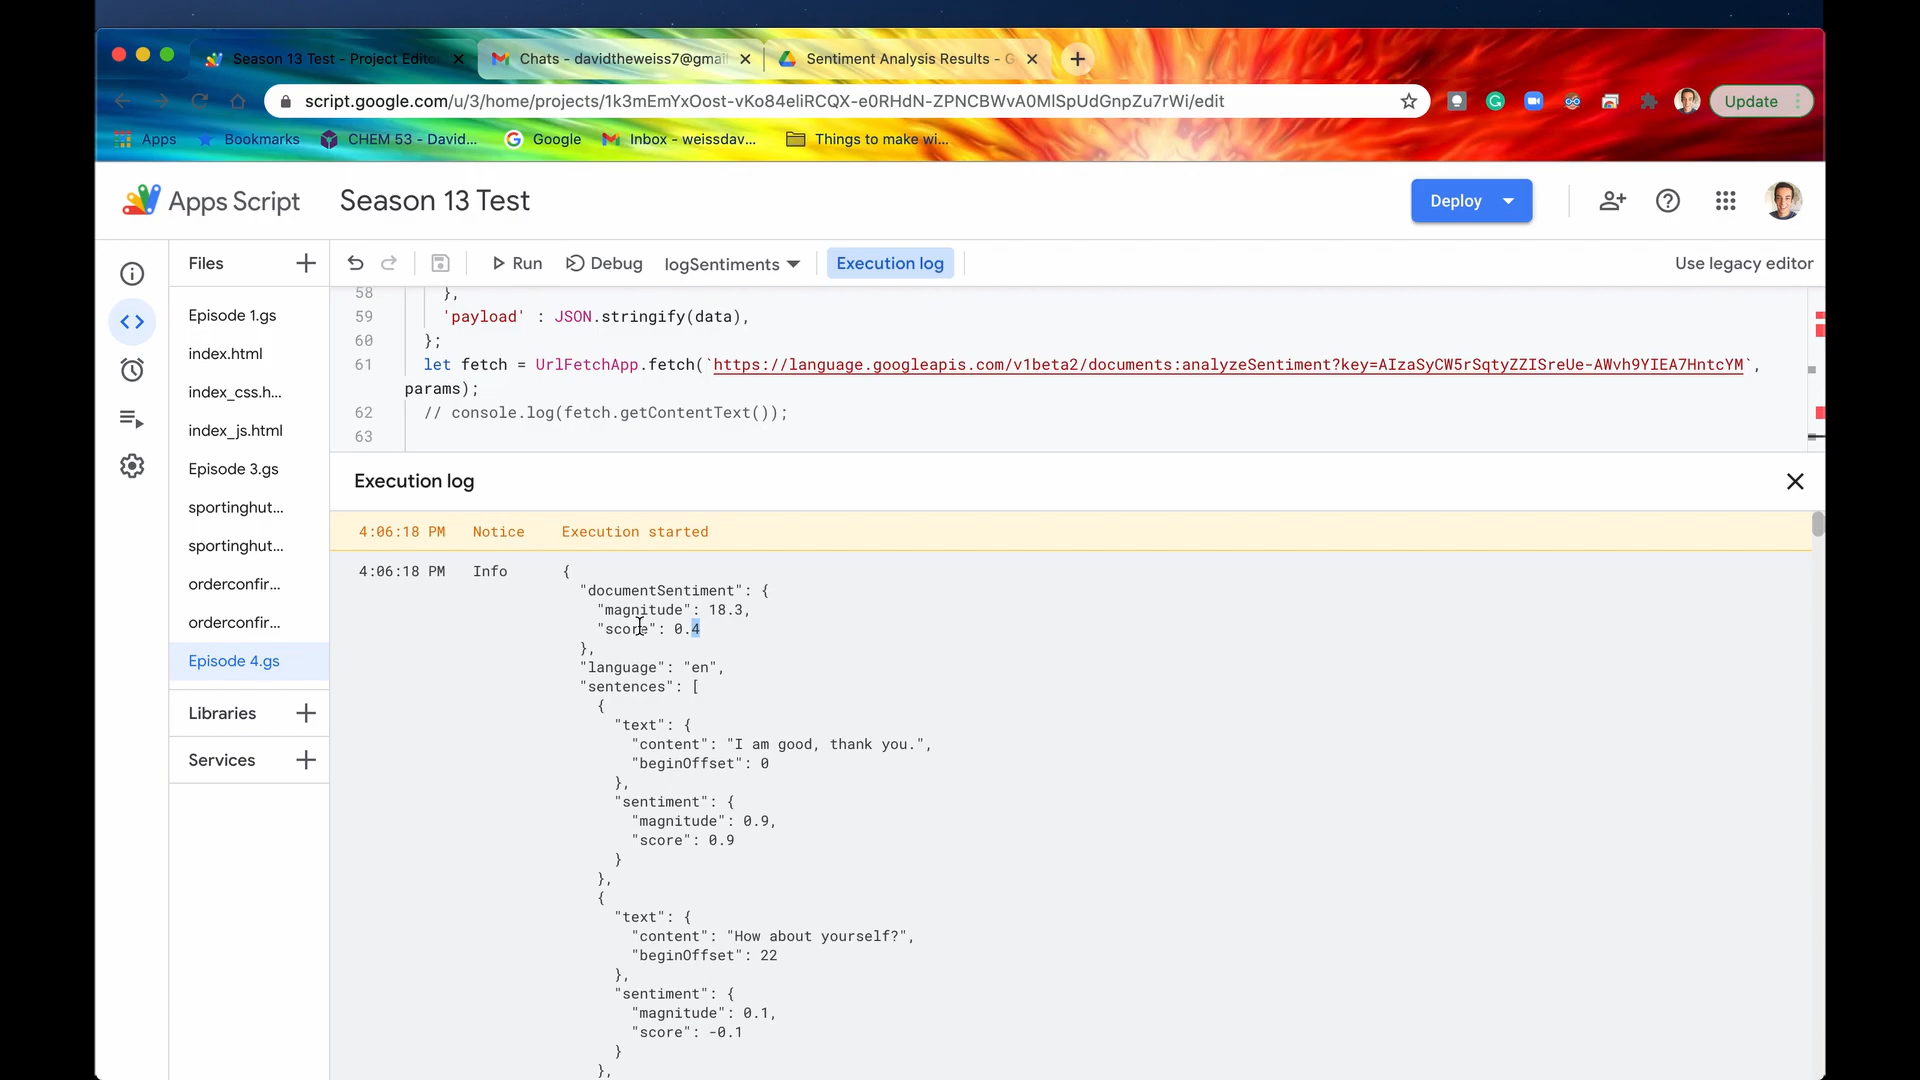 Season 13 Test - Project Edito
Chats - davidtheweiss7@gmai
Sentiment Analysis Results - G
script.google.com/u/3/home/projects/1k3mEmYxOost-vKo84eliRCQX-e0RHdN-ZPNCBWvA0MlSpUdGnpZu7rWi/edit
Update
Apps
Bookmarks
CHEM 53 - David...
Google
Inbox - weissdav...
Things to make wi...
Apps Script
Season 13 Test
Deploy
Files
Run
Debug
logSentiments
Execution log
Use legacy editor
Episode 1.gs
index.html
index_css.h...
index_js.html
Episode 3.gs
sportinghut...
sportinghut...
orderconfir...
orderconfir...
Episode 4.gs
Libraries
Services
58 },
59 'payload' : JSON.stringify(data),
60 };
61 let fetch = UrlFetchApp.fetch(`https://language.googleapis.com/v1beta2/documents:analyzeSentiment?key=AIzaSyCW5rSqtyZZISreUe-AWvh9YIEA7HntcYM`,
params);
62 // console.log(fetch.getContentText());
63
Execution log
4:06:18 PM Notice Execution started
4:06:18 PM Info {
"documentSentiment": {
"magnitude": 18.3,
"score": 0.4
},
"language": "en",
"sentences": [
{
"text": {
"content": "I am good, thank you.",
"beginOffset": 0
},
"sentiment": {
"magnitude": 0.9,
"score": 0.9
}
},
{
"text": {
"content": "How about yourself?",
"beginOffset": 22
},
"sentiment": {
"magnitude": 0.1,
"score": -0.1
}
},